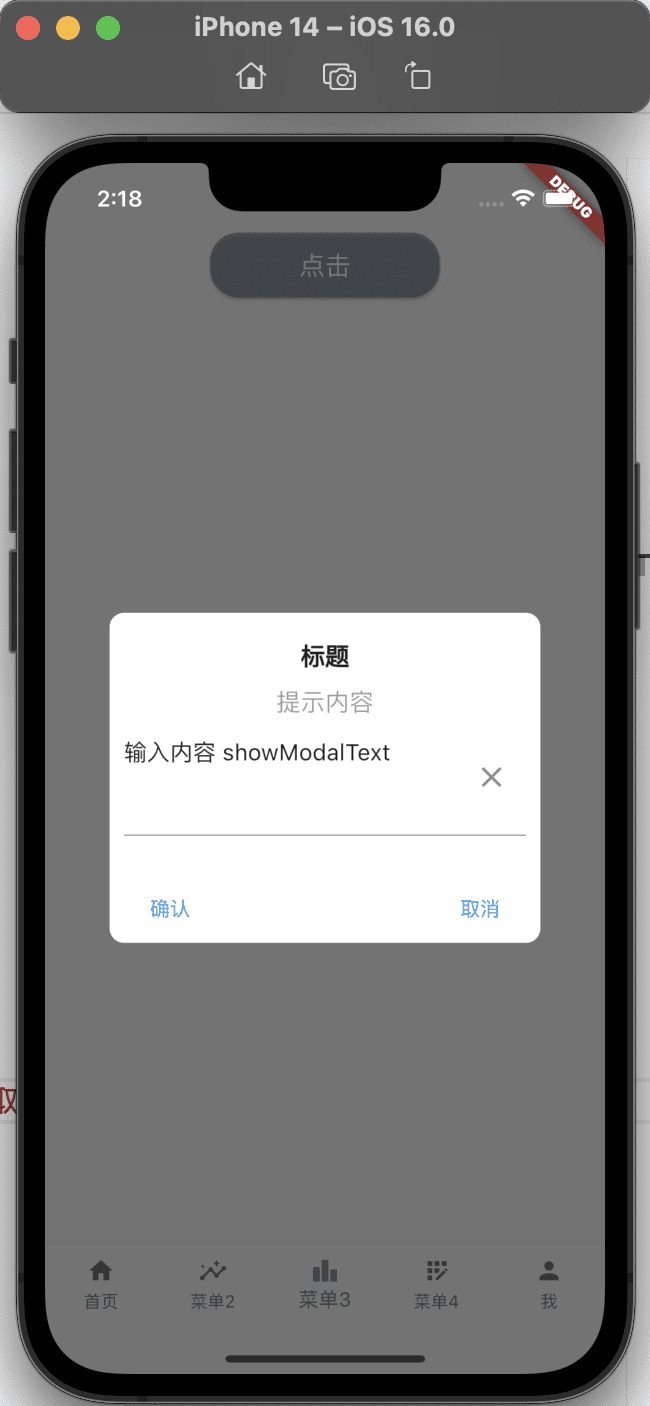 iPhone 14 – iOS 16.0
2:18
DEBUG
点击
标题
提示内容
输入内容 showModalText
确认
取消
首页
菜单2
菜单3
菜单4
我